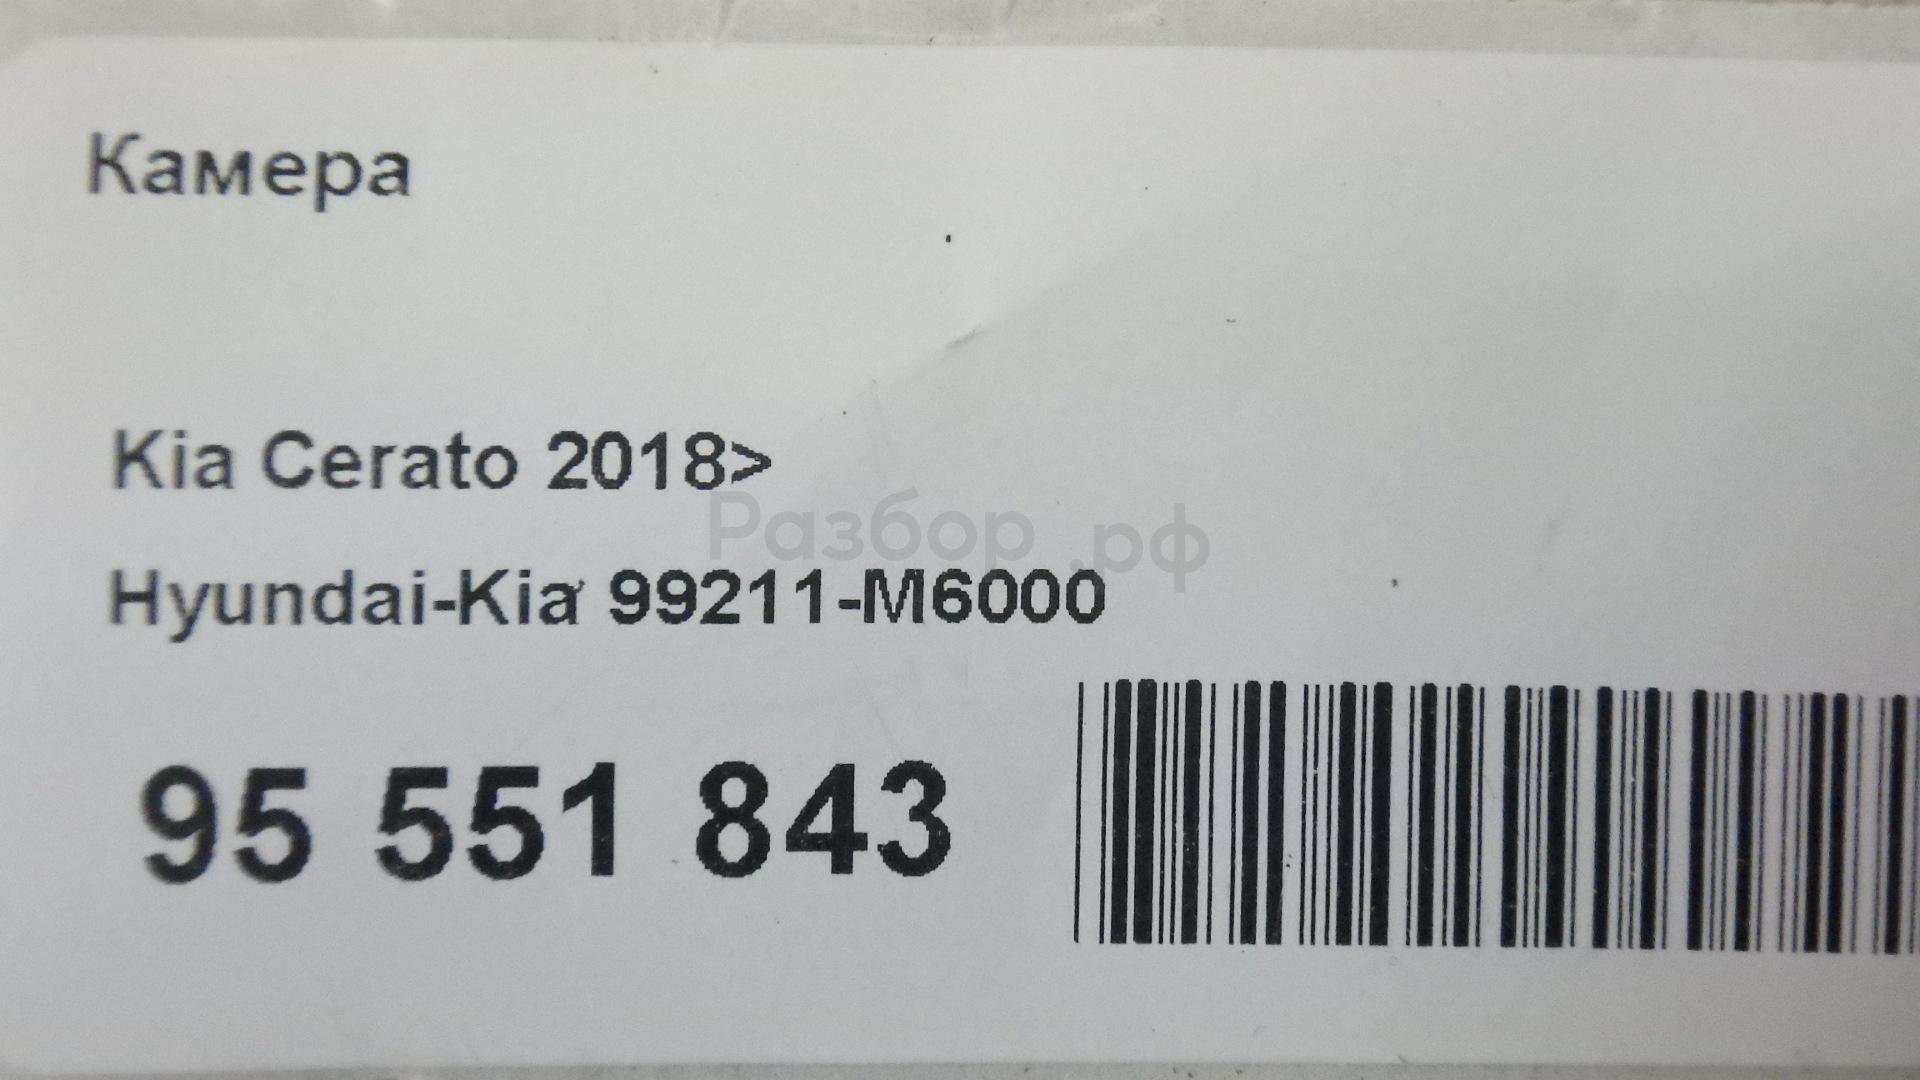 Камера
Kia Cerato 2018>
Разбор.рф
Hyundai-Kia 99211-M6000
95 551 843